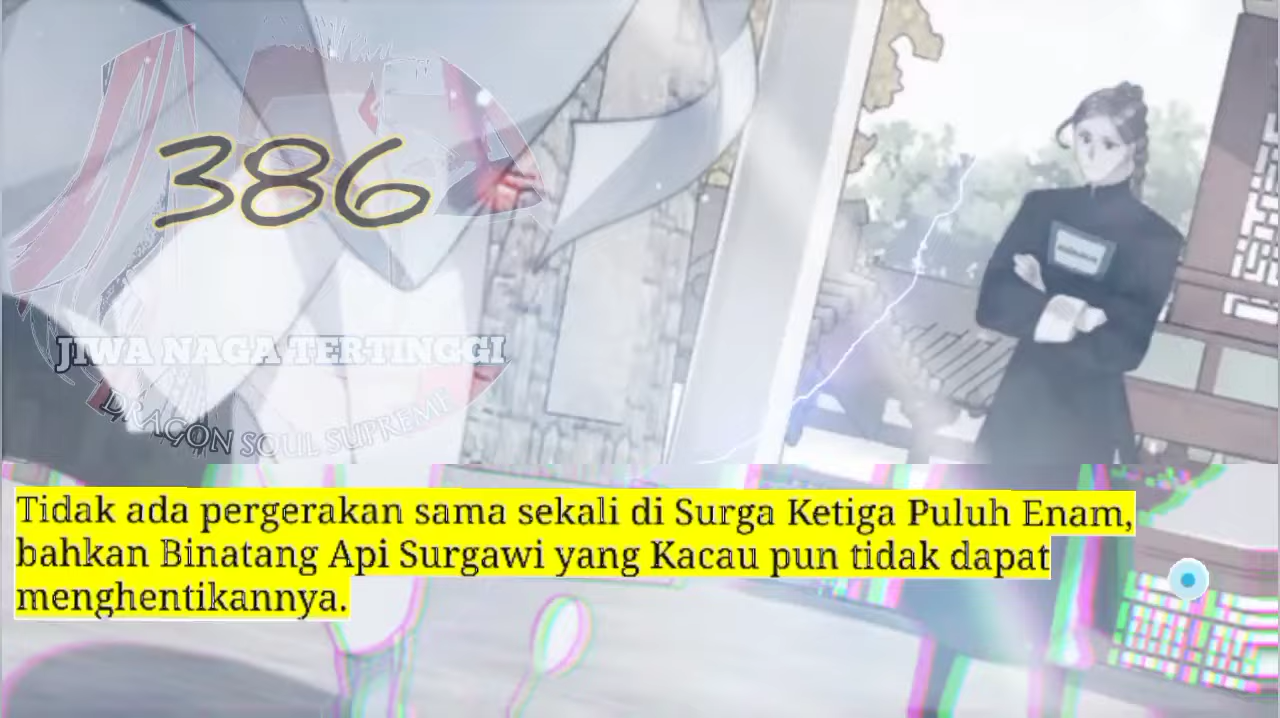 386
JIWA NAGA TERTINGGI
DRAGON SOUL SUPREME
Tidak ada pergerakan sama sekali di Surga Ketiga Puluh Enam,
bahkan Binatang Api Surgawi yang Kacau pun tidak dapat
menghentikannya.